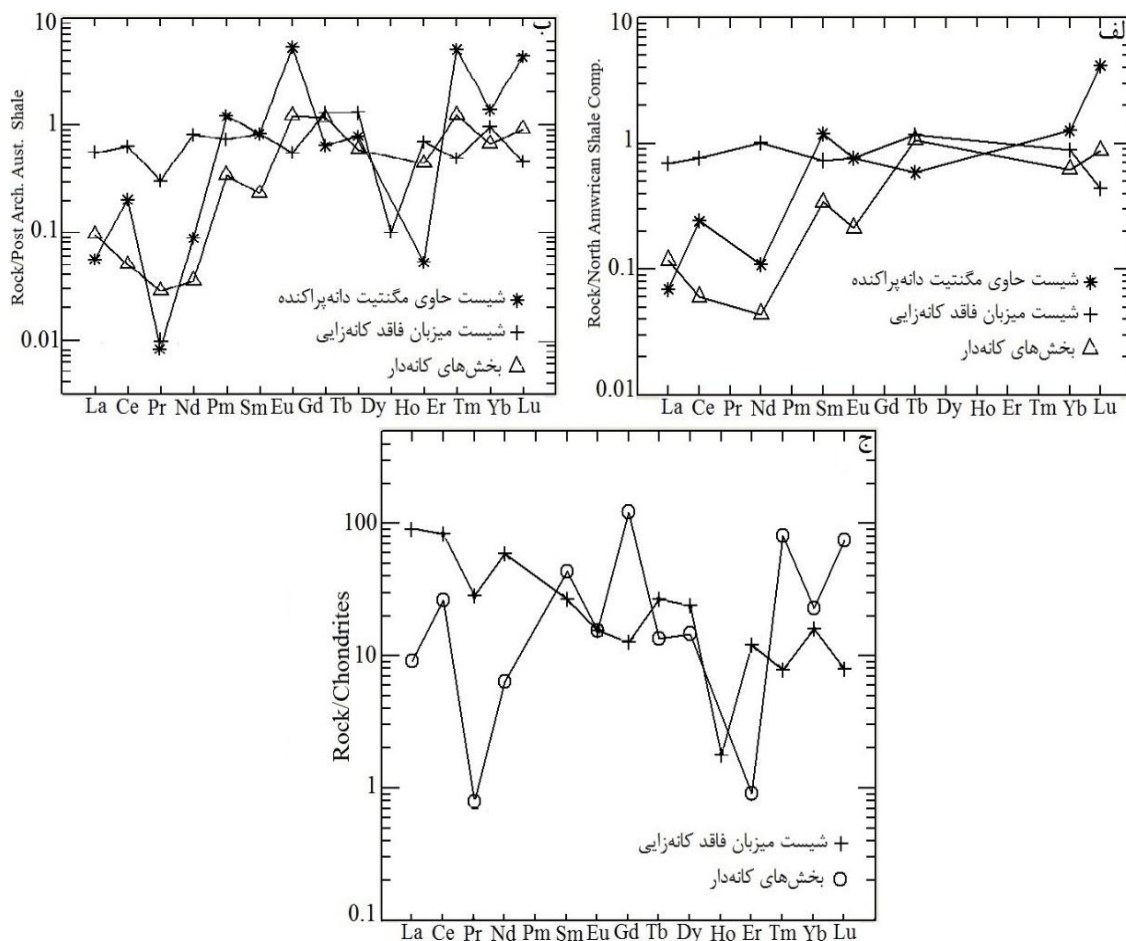 الف
Rock/North Amwrican Shale Comp.
10
1
0.1
0.01
شیست حاوی مگنتیت دانه‌پراکنده
شیست میزبان فاقد کانه‌زایی
بخش‌های کانه‌دار
La Ce Pr Nd Pm Sm Eu Gd Tb Dy Ho Er Tm Yb Lu
ب
Rock/Post Arch. Aust. Shale
10
1
0.1
0.01
شیست حاوی مگنتیت دانه‌پراکنده
شیست میزبان فاقد کانه‌زایی
بخش‌های کانه‌دار
La Ce Pr Nd Pm Sm Eu Gd Tb Dy Ho Er Tm Yb Lu
ج
Rock/Chondrites
100
10
1
0.1
شیست میزبان فاقد کانه‌زایی
بخش‌های کانه‌دار
La Ce Pr Nd Pm Sm Eu Gd Tb Dy Ho Er Tm Yb Lu